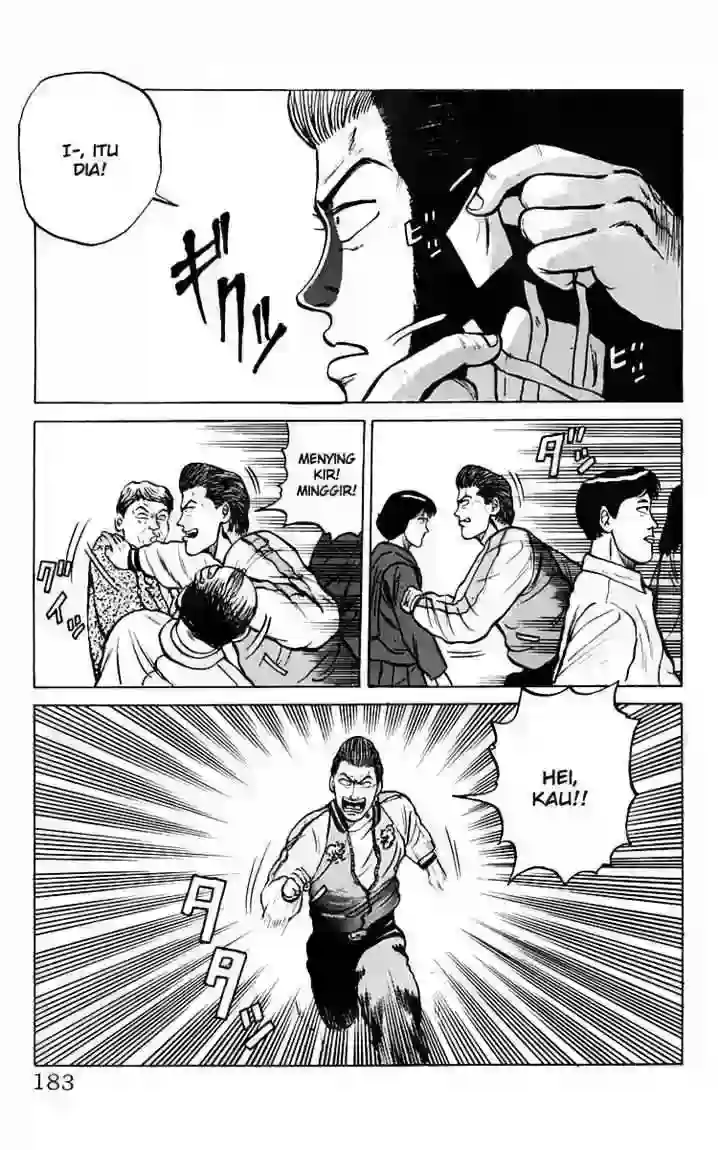 I-, ITU
DIA!
ギクッ
ビッ
ビッ
MENYING
KIR!
MINGGIR!
グイッ
ダッ
HEI,
KAU!!
タタタッ
183